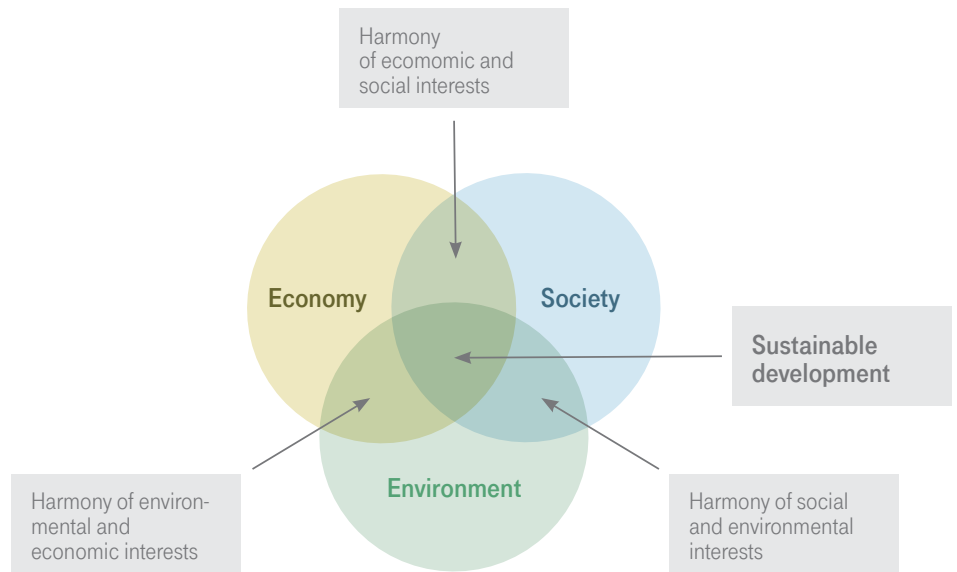 Harmony
of ecomomic and
social interests
Economy
Society
Sustainable
development
Environment
Harmony of environ-
mental and
economic interests
Harmony of social
and environmental
interests